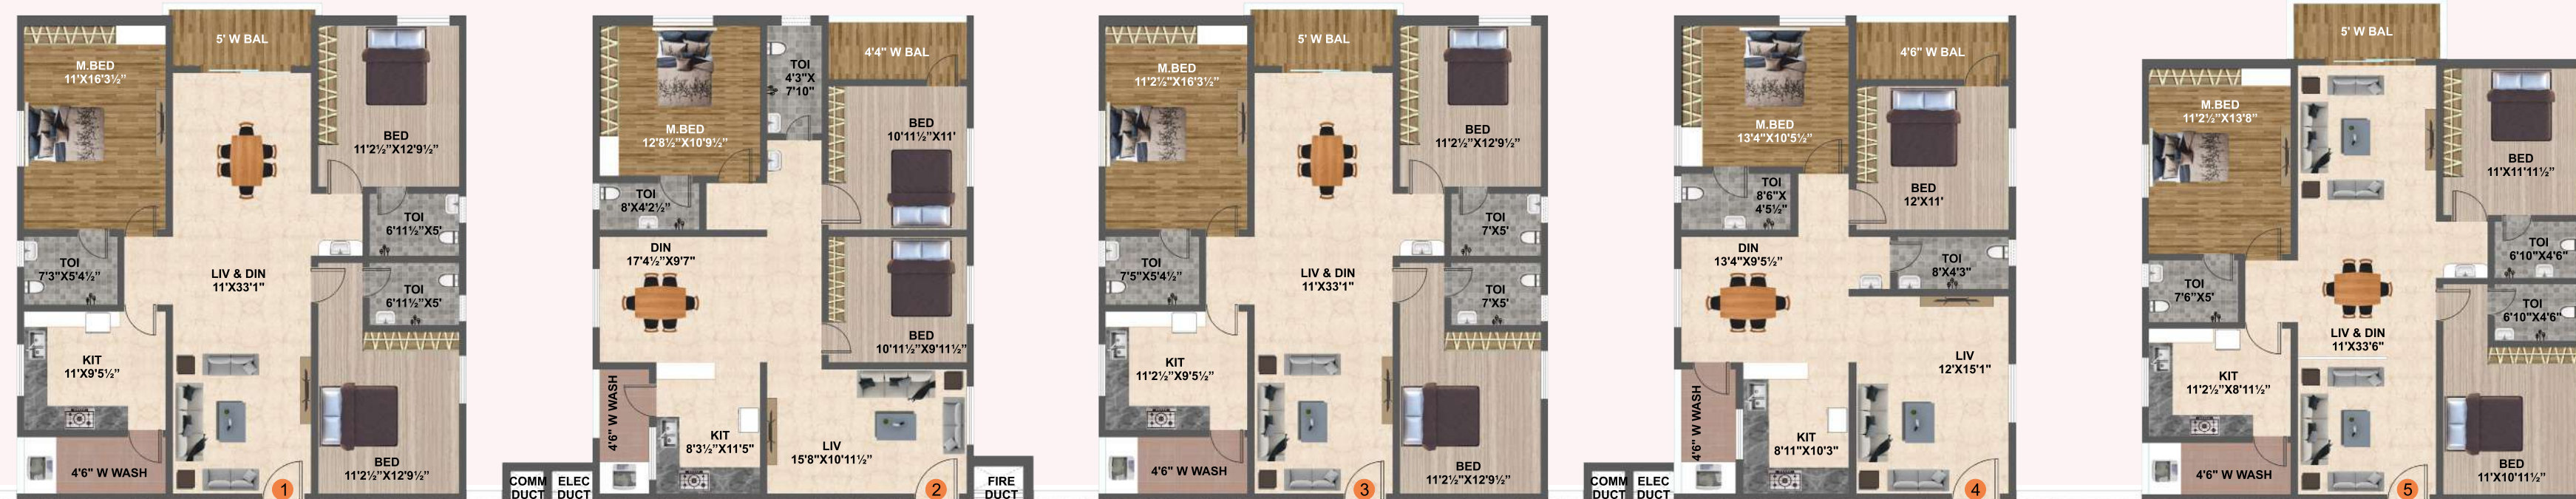 5' W BAL
M.BED
11'X16'3½"
BED
11'2½"X12'9½"
TOI
6'11½"X5'
TOI
7'3"X5'4½"
LIV & DIN
11'X33'1"
TOI
6'11½"X5'
KIT
11'X9'5½"
4'6" W WASH
BED
11'2½"X12'9½"
1
4'4" W BAL
TOI
4'3"X
7'10"
M.BED
12'8½"X10'9½"
BED
10'11½"X11'
TOI
8'X4'2½"
DIN
17'4½"X9'7"
BED
10'11½"X9'11½"
4'6" W WASH
KIT
8'3½"X11'5"
LIV
15'8"X10'11½"
COMM
DUCT
ELEC
DUCT
2
FIRE
DUCT
5' W BAL
M.BED
11'2½"X16'3½"
BED
11'2½"X12'9½"
TOI
7'X5'
TOI
7'5"X5'4½"
LIV & DIN
11'X33'1"
TOI
7'X5'
KIT
11'2½"X9'5½"
4'6" W WASH
BED
11'2½"X12'9½"
3
4'6" W BAL
M.BED
13'4"X10'5½"
BED
12'X11'
TOI
8'6"X
4'5½"
DIN
13'4"X9'5½"
TOI
8'X4'3"
LIV
12'X15'1"
4'6" W WASH
KIT
8'11"X10'3"
COMM
DUCT
ELEC
DUCT
4
5' W BAL
M.BED
11'2½"X13'8"
BED
11'X11'11½"
TOI
6'10"X4'6"
TOI
7'6"X5'
TOI
6'10"X4'6"
LIV & DIN
11'X33'6"
KIT
11'2½"X8'11½"
4'6" W WASH
BED
11'X10'11½"
5